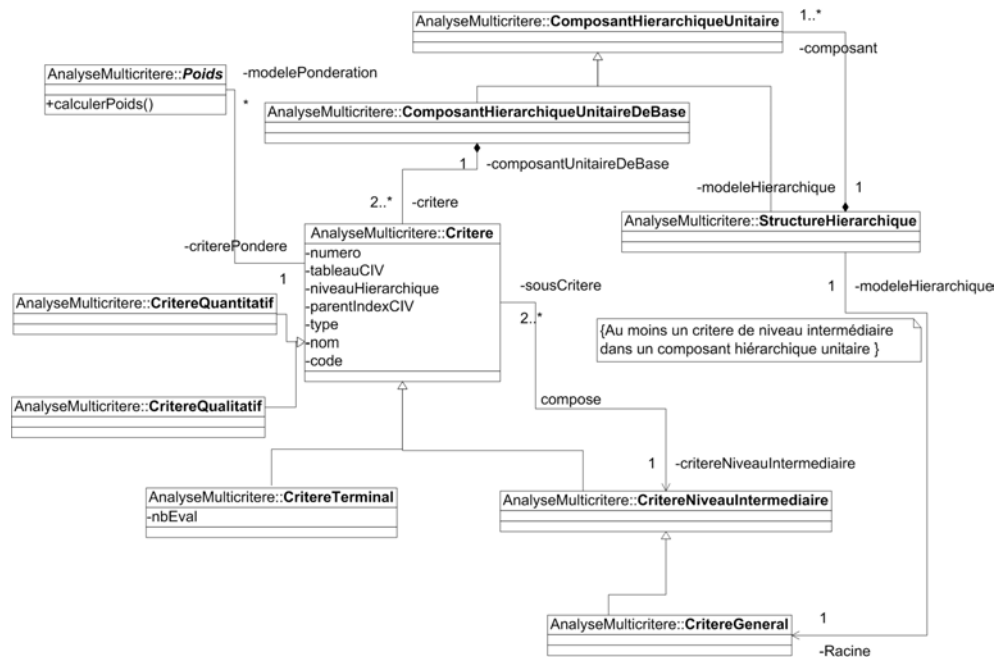 AnalyseMulticritere::ComposantHierarchiqueUnitaire
1..*
-composant
AnalyseMulticritere::Poids
+calculerPoids()
-modelePonderation
*
AnalyseMulticritere::ComposantHierarchiqueUnitaireDeBase
1
-composantUnitaireDeBase
-modeleHierarchique
1
2..*
-critere
AnalyseMulticritere::StructureHierarchique
AnalyseMulticritere::Critere
-numero
-tableauCIV
-niveauHierarchique
-parentIndexCIV
-type
-nom
-code
-criterePondere
1
-sousCritere
2..*
1
-modeleHierarchique
AnalyseMulticritere::CritereQuantitatif
{Au moins un critere de niveau intermédiaire
dans un composant hiérarchique unitaire }
AnalyseMulticritere::CritereQualitatif
compose
1
-critereNiveauIntermediaire
AnalyseMulticritere::CritereTerminal
-nbEval
AnalyseMulticritere::CritereNiveauIntermediaire
AnalyseMulticritere::CritereGeneral
1
-Racine